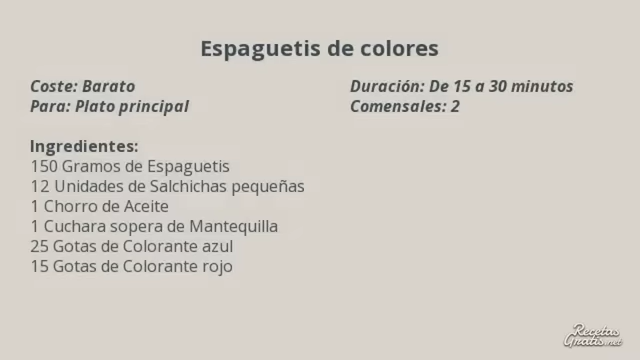 Espaguetis de colores
Coste: Barato
Duración: De 15 a 30 minutos
Para: Plato principal
Comensales: 2
Ingredientes:
150 Gramos de Espaguetis
12 Unidades de Salchichas pequeñas
1 Chorro de Aceite
1 Cuchara sopera de Mantequilla
25 Gotas de Colorante azul
15 Gotas de Colorante rojo
Recetas
Gratis.net